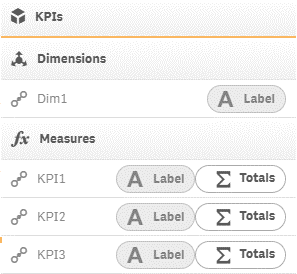 KPIs
Dimensions
Dim1 A Label
fx Measures
KPI1 A Label Σ Totals
KPI2 A Label Σ Totals
KPI3 A Label Σ Totals